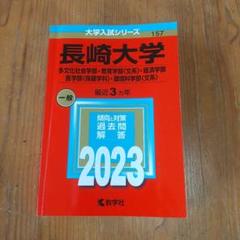 大学入試シリーズ
157
長崎大学
多文化社会学部・教育学部〈文系〉・経済学部
医学部〈保健学科〉・環境科学部〈文系〉
一般
最近3カ年
傾向と対策
過去問
解答
2023
教学社